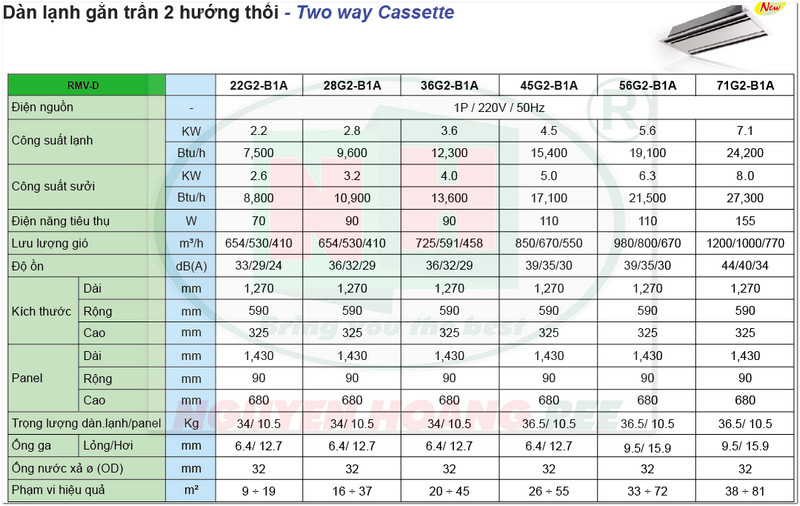 Dàn lạnh gắn trần 2 hướng thổi - Two way Cassette
New
RMV-D 22G2-B1A 28G2-B1A 36G2-B1A 45G2-B1A 56G2-B1A 71G2-B1A
Điện nguồn - 1P / 220V / 50Hz
Công suất lạnh KW 2.2 2.8 3.6 4.5 5.6 7.1
Btu/h 7,500 9,600 12,300 15,400 19,100 24,200
Công suất sưởi KW 2.6 3.2 4.0 5.0 6.3 8.0
Btu/h 8,800 10,900 13,600 17,100 21,500 27,300
Điện năng tiêu thụ W 70 90 90 110 110 155
Lưu lượng gió m³/h 654/530/410 654/530/410 725/591/458 850/670/550 980/800/670 1200/1000/770
Độ ồn dB(A) 33/29/24 36/32/29 36/32/29 39/35/30 39/35/30 44/40/34
Kích thước Dài mm 1,270 1,270 1,270 1,270 1,270 1,270
Rộng mm 590 590 590 590 590 590
Cao mm 325 325 325 325 325 325
Bring you the best
Panel Dài mm 1,430 1,430 1,430 1,430 1,430 1,430
Rộng mm 90 90 90 90 90 90
Cao mm 680 680 680 680 680 680
NGUYEN HOANG REE
Trọng lượng dàn.lạnh/panel Kg 34/ 10.5 34/ 10.5 34/ 10.5 36.5/ 10.5 36.5/ 10.5 36.5/ 10.5
Ống ga Lỏng/Hơi mm 6.4/ 12.7 6.4/ 12.7 6.4/ 12.7 6.4/ 12.7 9.5/ 15.9 9.5/ 15.9
Ống nước xả ø (OD) mm 32 32 32 32 32 32
Phạm vi hiệu quả m² 9 ÷ 19 16 ÷ 37 20 ÷ 45 26 ÷ 55 33 ÷ 72 38 ÷ 81
NH
®